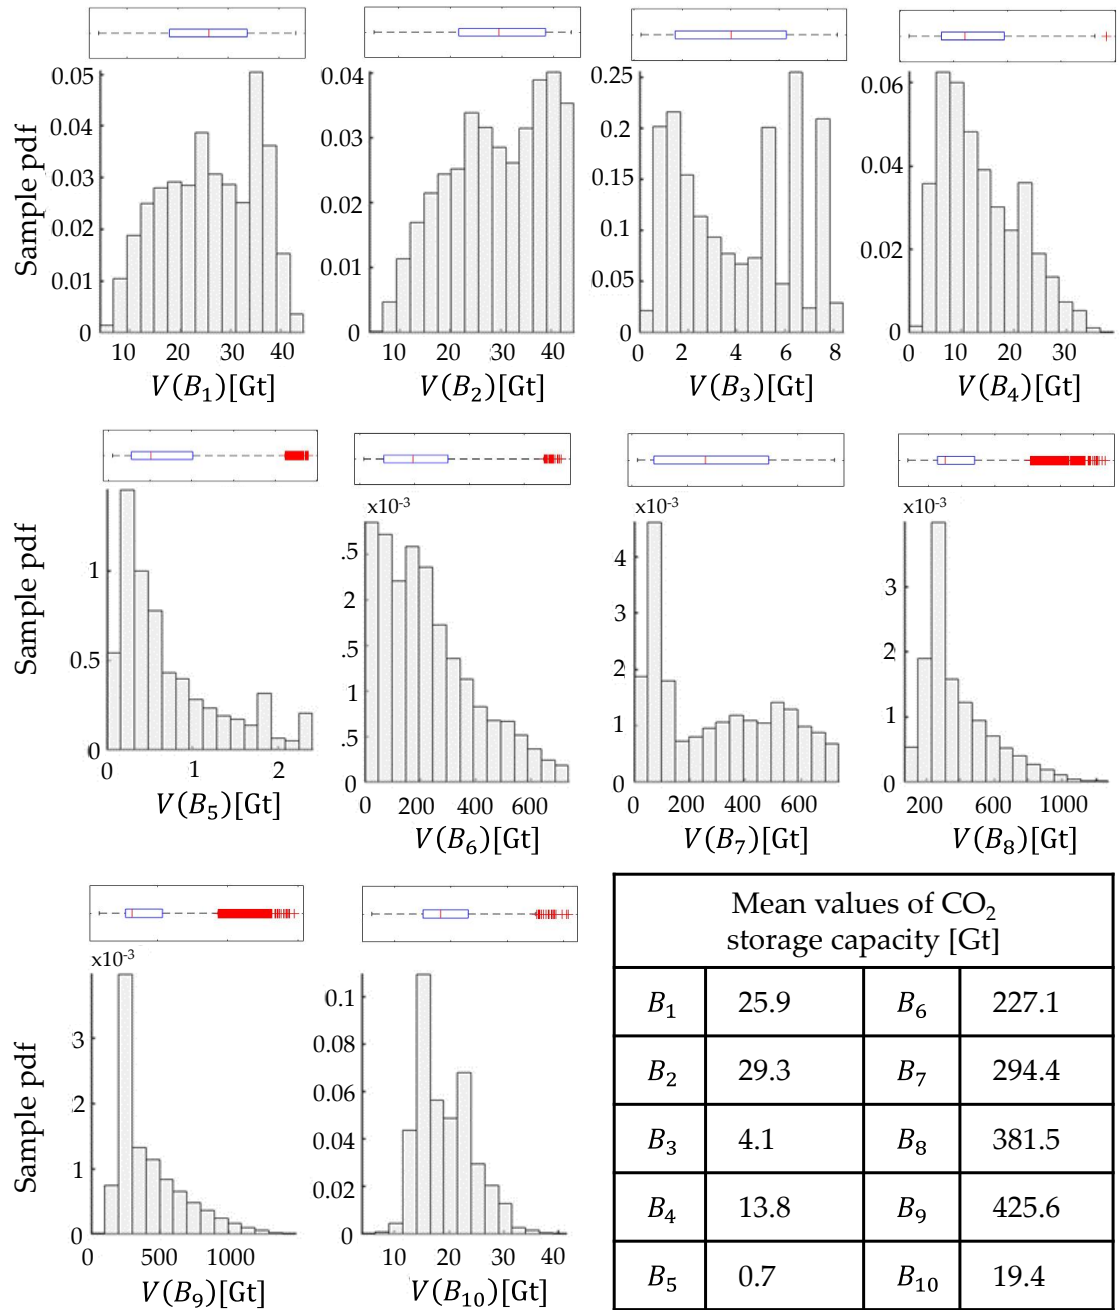 Sample pdf
0.05
0.04
0.03
0.02
0.01
0
10 20 30 40
V(B1)[Gt]
0.04
0.03
0.02
0.01
0
10 20 30 40
V(B2)[Gt]
0.25
0.2
0.15
0.1
0.05
0
0 2 4 6 8
V(B3)[Gt]
0.06
0.04
0.02
0
0 10 20 30
V(B4)[Gt]
Sample pdf
1
0.5
0
0 1 2
V(B5)[Gt]
x10-3
.5
2
.5
1
.5
0
0 200 400 600
V(B6)[Gt]
x10-3
4
3
2
1
0
0 200 400 600
V(B7)[Gt]
x10-3
3
2
1
0
200 600 1000
V(B8)[Gt]
Sample pdf
x10-3
3
2
1
0
0 500 1000
V(B9)[Gt]
0.1
0.08
0.06
0.04
0.02
0
10 20 30 40
V(B10)[Gt]
Mean values of CO2
storage capacity [Gt]
B1 25.9 B6 227.1
B2 29.3 B7 294.4
B3 4.1 B8 381.5
B4 13.8 B9 425.6
B5 0.7 B10 19.4